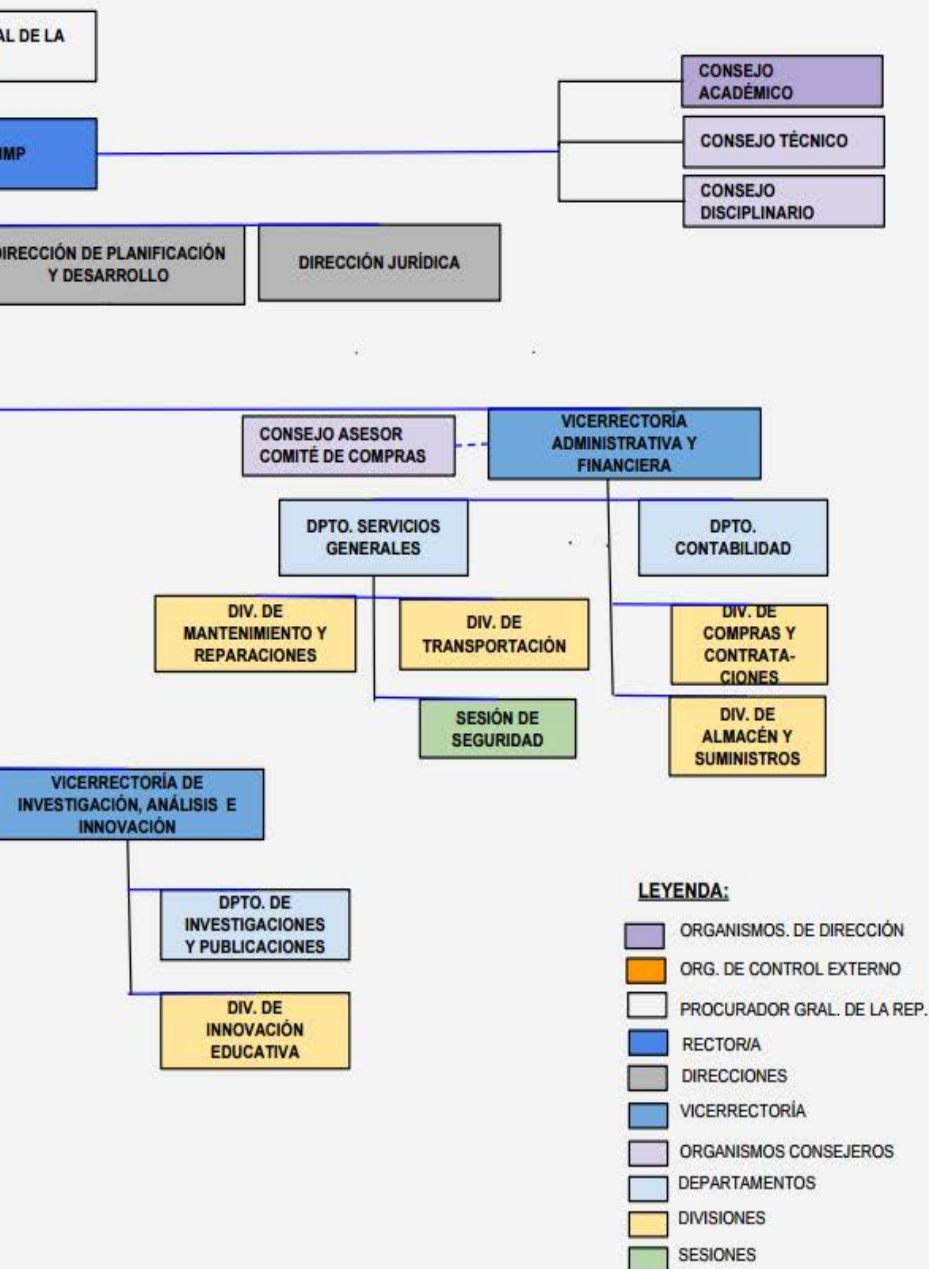 AL DE LA
CONSEJO
ACADÉMICO
IMP
CONSEJO TÉCNICO
CONSEJO
DISCIPLINARIO
DIRECCIÓN DE PLANIFICACIÓN
Y DESARROLLO
DIRECCIÓN JURÍDICA
CONSEJO ASESOR
COMITÉ DE COMPRAS
VICERRECTORÍA
ADMINISTRATIVA Y
FINANCIERA
DPTO. SERVICIOS
GENERALES
DPTO.
CONTABILIDAD
DIV. DE
MANTENIMIENTO Y
REPARACIONES
DIV. DE
TRANSPORTACIÓN
DIV. DE
COMPRAS Y
CONTRATA-
CIONES
SESIÓN DE
SEGURIDAD
DIV. DE
ALMACÉN Y
SUMINISTROS
VICERRECTORÍA DE
INVESTIGACIÓN, ANÁLISIS E
INNOVACIÓN
DPTO. DE
INVESTIGACIONES
Y PUBLICACIONES
DIV. DE
INNOVACIÓN
EDUCATIVA
LEYENDA:
ORGANISMOS. DE DIRECCIÓN
ORG. DE CONTROL EXTERNO
PROCURADOR GRAL. DE LA REP.
RECTOR/A
DIRECCIONES
VICERRECTORÍA
ORGANISMOS CONSEJEROS
DEPARTAMENTOS
DIVISIONES
SESIONES